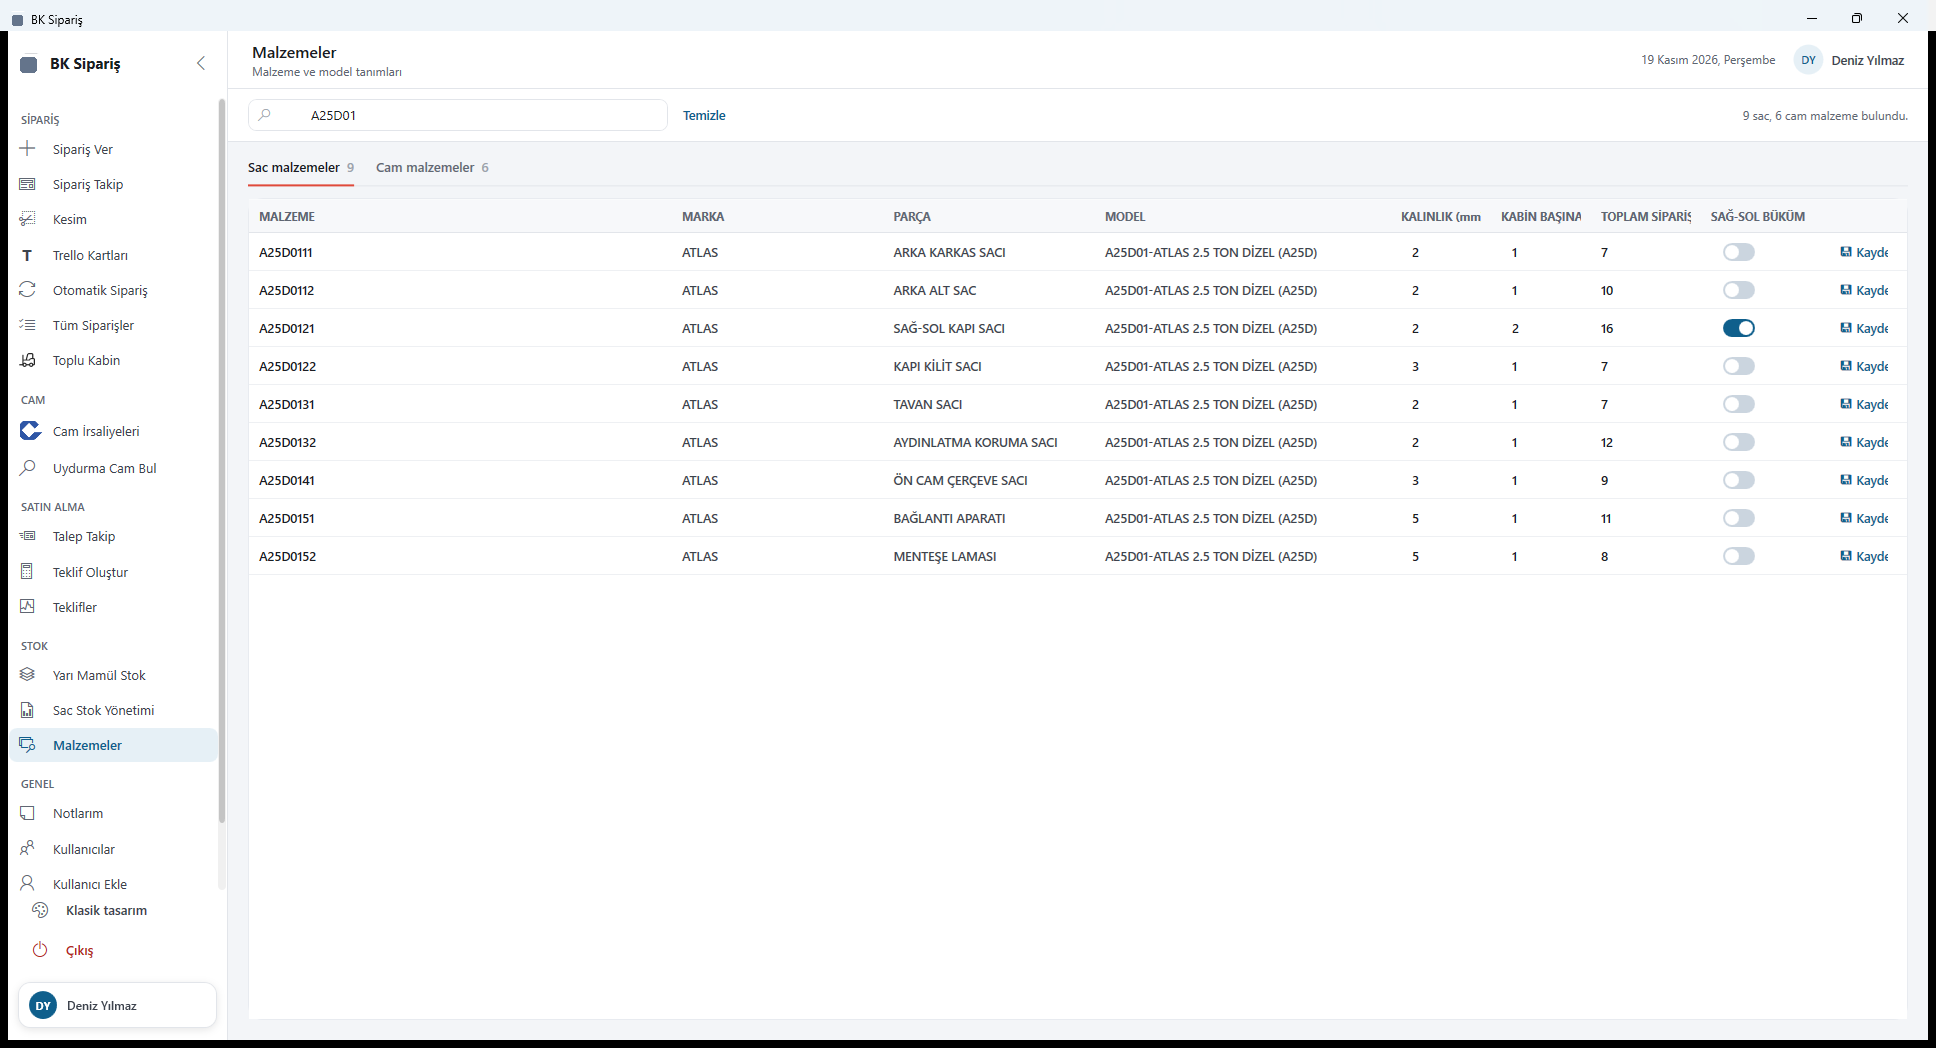 BK Sipariş
BK Sipariş
SİPARİŞ
Sipariş Ver
Sipariş Takip
Kesim
Trello Kartları
Otomatik Sipariş
Tüm Siparişler
Toplu Kabin
CAM
Cam İrsaliyeleri
Uydurma Cam Bul
SATIN ALMA
Talep Takip
Teklif Oluştur
Teklifler
STOK
Yarı Mamül Stok
Sac Stok Yönetimi
Malzemeler
GENEL
Notlarım
Kullanıcılar
Kullanıcı Ekle
Klasik tasarım
Çıkış
DY Deniz Yılmaz
Malzemeler
Malzeme ve model tanımları
19 Kasım 2026, Perşembe DY Deniz Yılmaz
A25D01 Temizle 9 sac, 6 cam malzeme bulundu.
Sac malzemeler 9 Cam malzemeler 6
MALZEME MARKA PARÇA MODEL KALINLIK (mm KABİN BAŞINA TOPLAM SİPARİŞ SAĞ-SOL BÜKÜM
A25D0111 ATLAS ARKA KARKAS SACI A25D01-ATLAS 2.5 TON DİZEL (A25D) 2 1 7 Kayde
A25D0112 ATLAS ARKA ALT SAC A25D01-ATLAS 2.5 TON DİZEL (A25D) 2 1 10 Kayde
A25D0121 ATLAS SAĞ-SOL KAPI SACI A25D01-ATLAS 2.5 TON DİZEL (A25D) 2 2 16 Kayde
A25D0122 ATLAS KAPI KİLİT SACI A25D01-ATLAS 2.5 TON DİZEL (A25D) 3 1 7 Kayde
A25D0131 ATLAS TAVAN SACI A25D01-ATLAS 2.5 TON DİZEL (A25D) 2 1 7 Kayde
A25D0132 ATLAS AYDINLATMA KORUMA SACI A25D01-ATLAS 2.5 TON DİZEL (A25D) 2 1 12 Kayde
A25D0141 ATLAS ÖN CAM ÇERÇEVE SACI A25D01-ATLAS 2.5 TON DİZEL (A25D) 3 1 9 Kayde
A25D0151 ATLAS BAĞLANTI APARATI A25D01-ATLAS 2.5 TON DİZEL (A25D) 5 1 11 Kayde
A25D0152 ATLAS MENTEŞE LAMASI A25D01-ATLAS 2.5 TON DİZEL (A25D) 5 1 8 Kayde